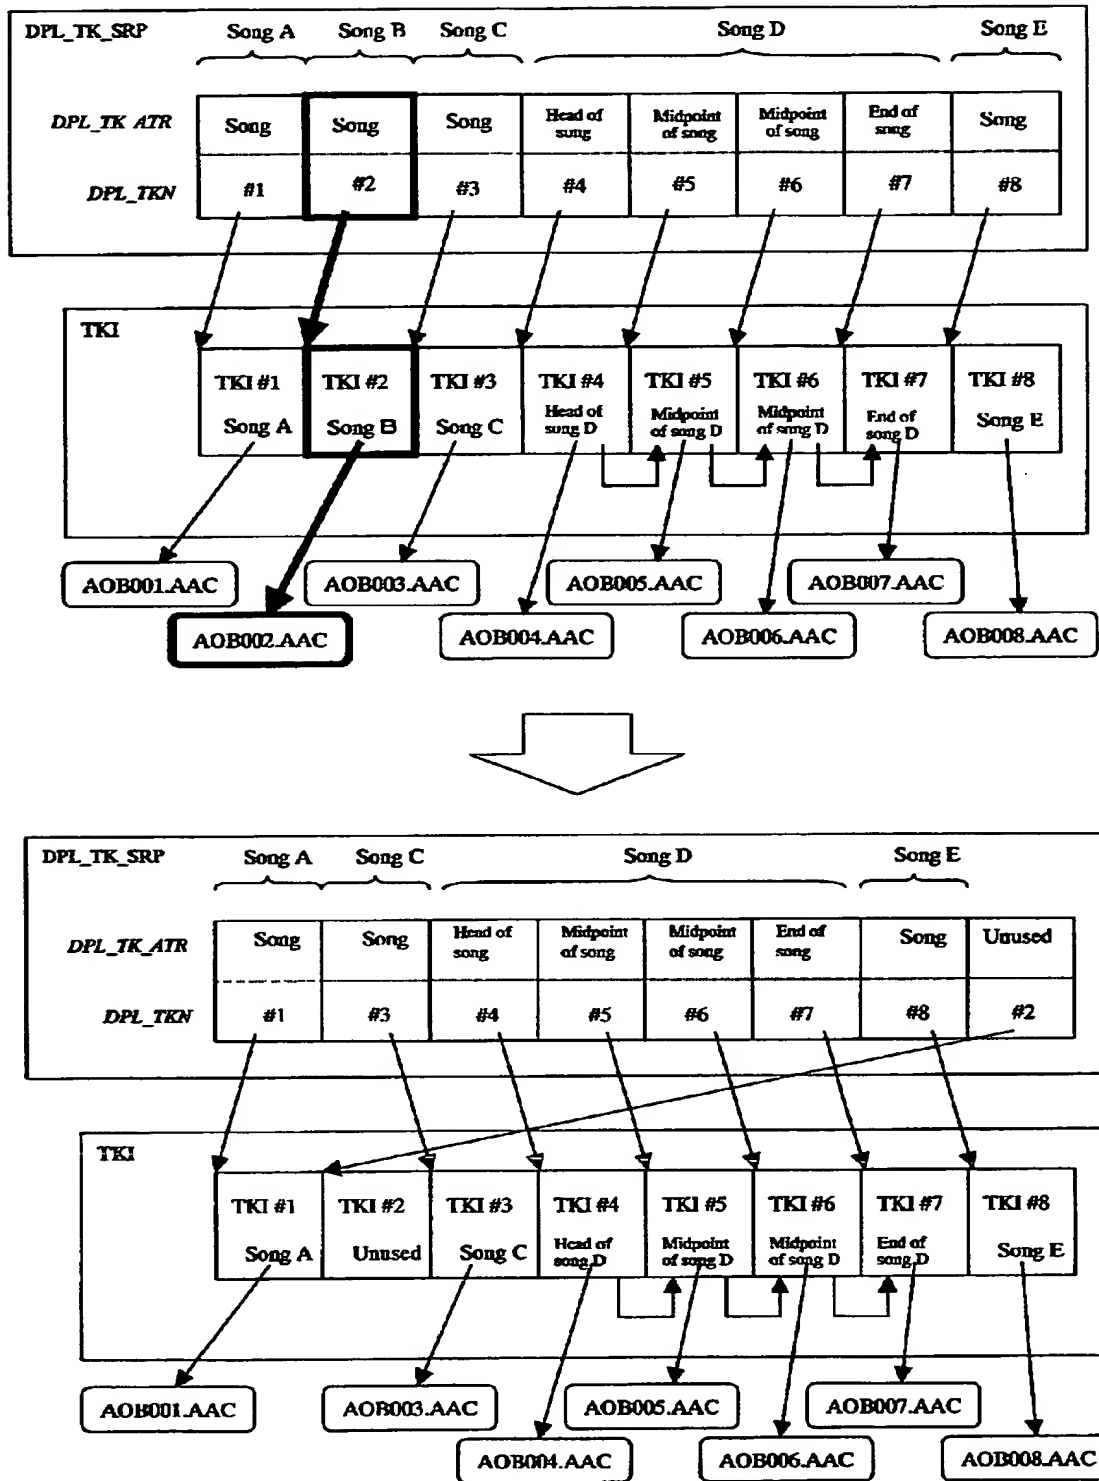 DPL_TK_SRP Song A Song B Song C Song D Song E
DPL_TK ATR Song Song Song Head of song Midpoint of song Midpoint of song End of song Song
DPL_TKN #1 #2 #3 #4 #5 #6 #7 #8
TKI
TKI #1 TKI #2 TKI #3 TKI #4 TKI #5 TKI #6 TKI #7 TKI #8
Song A Song B Song C Head of song D Midpoint of song D Midpoint of song D End of song D Song E
AOB001.AAC AOB003.AAC AOB005.AAC AOB007.AAC
AOB002.AAC AOB004.AAC AOB006.AAC AOB008.AAC
DPL_TK_SRP Song A Song C Song D Song E
DPL_TK_ATR Song Song Head of song Midpoint of song Midpoint of song End of song Song Unused
DPL_TKN #1 #3 #4 #5 #6 #7 #8 #2
TKI
TKI #1 TKI #2 TKI #3 TKI #4 TKI #5 TKI #6 TKI #7 TKI #8
Song A Unused Song C Head of song D Midpoint of song D Midpoint of song D End of song D Song E
AOB001.AAC AOB003.AAC AOB005.AAC AOB007.AAC
AOB004.AAC AOB006.AAC AOB008.AAC